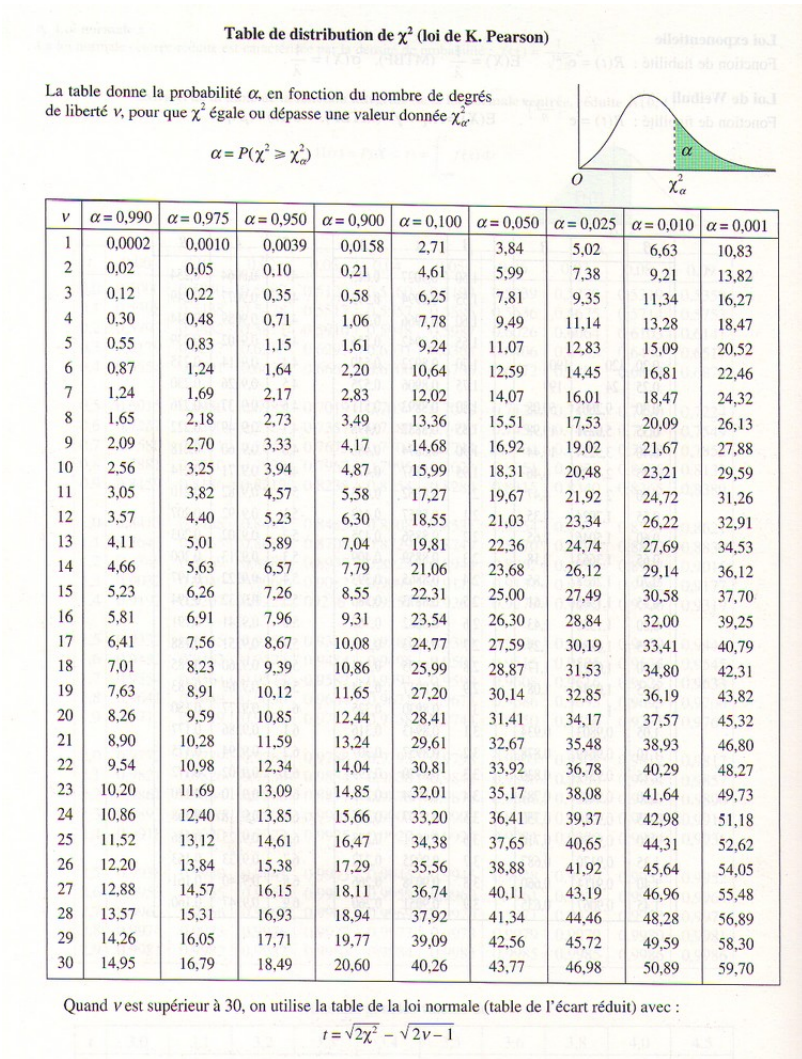 Table de distribution de χ² (loi de K. Pearson)
La table donne la probabilité α, en fonction du nombre de degrés
de liberté ν, pour que χ² égale ou dépasse une valeur donnée χ²α.
α = P(χ² ⩾ χ²α)
α
O
χ²α
ν α = 0,990 α = 0,975 α = 0,950 α = 0,900 α = 0,100 α = 0,050 α = 0,025 α = 0,010 α = 0,001
1 0,0002 0,0010 0,0039 0,0158 2,71 3,84 5,02 6,63 10,83
2 0,02 0,05 0,10 0,21 4,61 5,99 7,38 9,21 13,82
3 0,12 0,22 0,35 0,58 6,25 7,81 9,35 11,34 16,27
4 0,30 0,48 0,71 1,06 7,78 9,49 11,14 13,28 18,47
5 0,55 0,83 1,15 1,61 9,24 11,07 12,83 15,09 20,52
6 0,87 1,24 1,64 2,20 10,64 12,59 14,45 16,81 22,46
7 1,24 1,69 2,17 2,83 12,02 14,07 16,01 18,47 24,32
8 1,65 2,18 2,73 3,49 13,36 15,51 17,53 20,09 26,13
9 2,09 2,70 3,33 4,17 14,68 16,92 19,02 21,67 27,88
10 2,56 3,25 3,94 4,87 15,99 18,31 20,48 23,21 29,59
11 3,05 3,82 4,57 5,58 17,27 19,67 21,92 24,72 31,26
12 3,57 4,40 5,23 6,30 18,55 21,03 23,34 26,22 32,91
13 4,11 5,01 5,89 7,04 19,81 22,36 24,74 27,69 34,53
14 4,66 5,63 6,57 7,79 21,06 23,68 26,12 29,14 36,12
15 5,23 6,26 7,26 8,55 22,31 25,00 27,49 30,58 37,70
16 5,81 6,91 7,96 9,31 23,54 26,30 28,84 32,00 39,25
17 6,41 7,56 8,67 10,08 24,77 27,59 30,19 33,41 40,79
18 7,01 8,23 9,39 10,86 25,99 28,87 31,53 34,80 42,31
19 7,63 8,91 10,12 11,65 27,20 30,14 32,85 36,19 43,82
20 8,26 9,59 10,85 12,44 28,41 31,41 34,17 37,57 45,32
21 8,90 10,28 11,59 13,24 29,61 32,67 35,48 38,93 46,80
22 9,54 10,98 12,34 14,04 30,81 33,92 36,78 40,29 48,27
23 10,20 11,69 13,09 14,85 32,01 35,17 38,08 41,64 49,73
24 10,86 12,40 13,85 15,66 33,20 36,41 39,37 42,98 51,18
25 11,52 13,12 14,61 16,47 34,38 37,65 40,65 44,31 52,62
26 12,20 13,84 15,38 17,29 35,56 38,88 41,92 45,64 54,05
27 12,88 14,57 16,15 18,11 36,74 40,11 43,19 46,96 55,48
28 13,57 15,31 16,93 18,94 37,92 41,34 44,46 48,28 56,89
29 14,26 16,05 17,71 19,77 39,09 42,56 45,72 49,59 58,30
30 14,95 16,79 18,49 20,60 40,26 43,77 46,98 50,89 59,70
Quand ν est supérieur à 30, on utilise la table de la loi normale (table de l'écart réduit) avec :
t = √2χ² – √2ν – 1